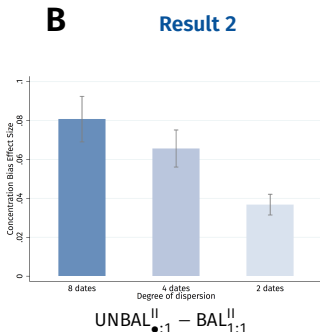 B
Result 2
Concentration Bias Effect Size
.1
.08
.06
.04
.02
0
8 dates 4 dates 2 dates
Degree of dispersion
UNBAL^II_•:1 − BAL^II_1:1